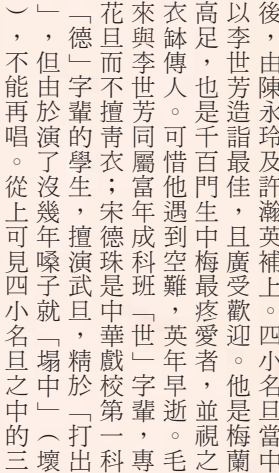 後，由陳永玲及許瀚英補上。四小名旦當中
以李世芳造詣最佳，且廣受歡迎。他是梅蘭
高足，也是千百門生中梅最疼愛者，並視之
衣缽傳人。可惜他遇到空難，英年早逝。毛
來與李世芳同屬富年成科班「世」字輩，專
花旦而不擅青衣；宋德珠是中華戲校第一科
「德」字輩的學生，擅演武旦，精於「打出
」，但由於演了沒幾年嗓子就「塌中」（壞
），不能再唱。從上可見四小名旦之中的三